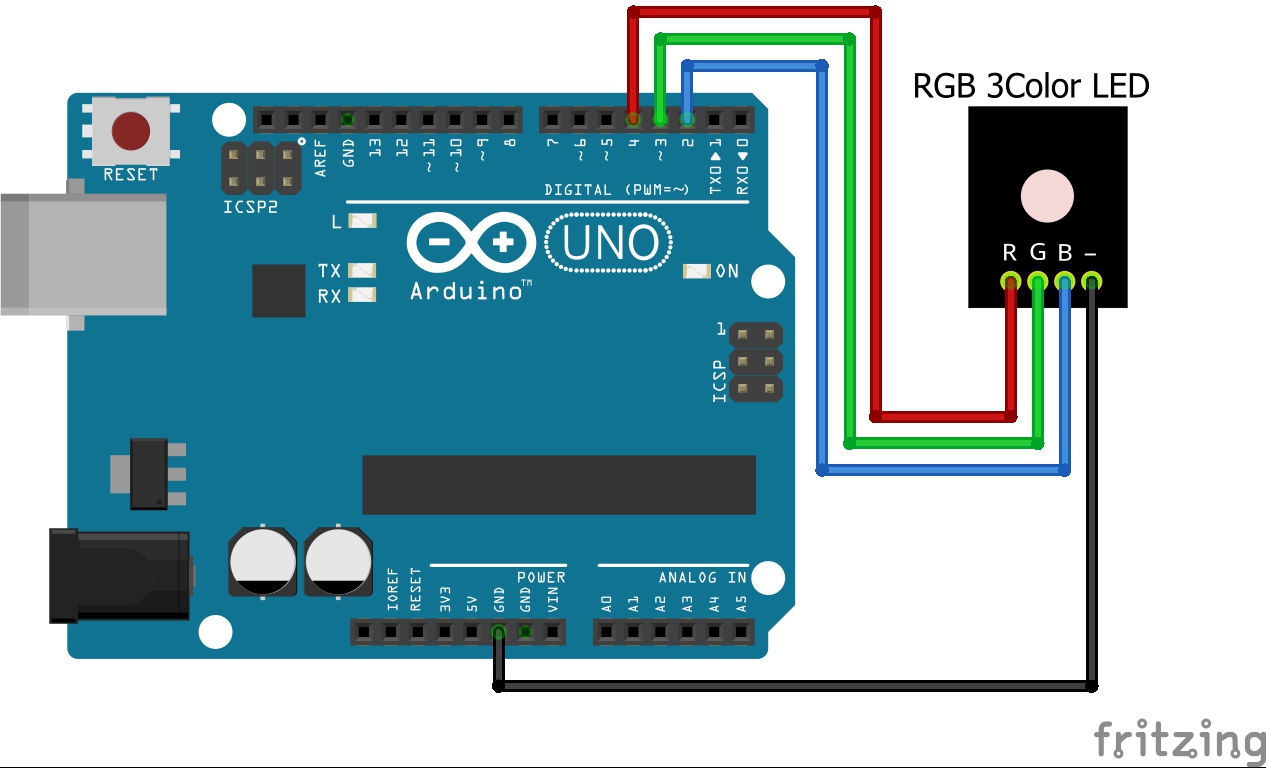 RGB 3Color LED
R G B –
RESET
ICSP2
AREF
GND
13
12
~11
~10
~9
8
7
~6
~5
4
~3
2
TX0▶1
RX0◀0
DIGITAL (PWM=~)
L
TX
RX
UNO
Arduino™
ON
1
ICSP
IOREF
RESET
3V3
5V
GND
GND
VIN
POWER
ANALOG IN
A0
A1
A2
A3
A4
A5
fritzing